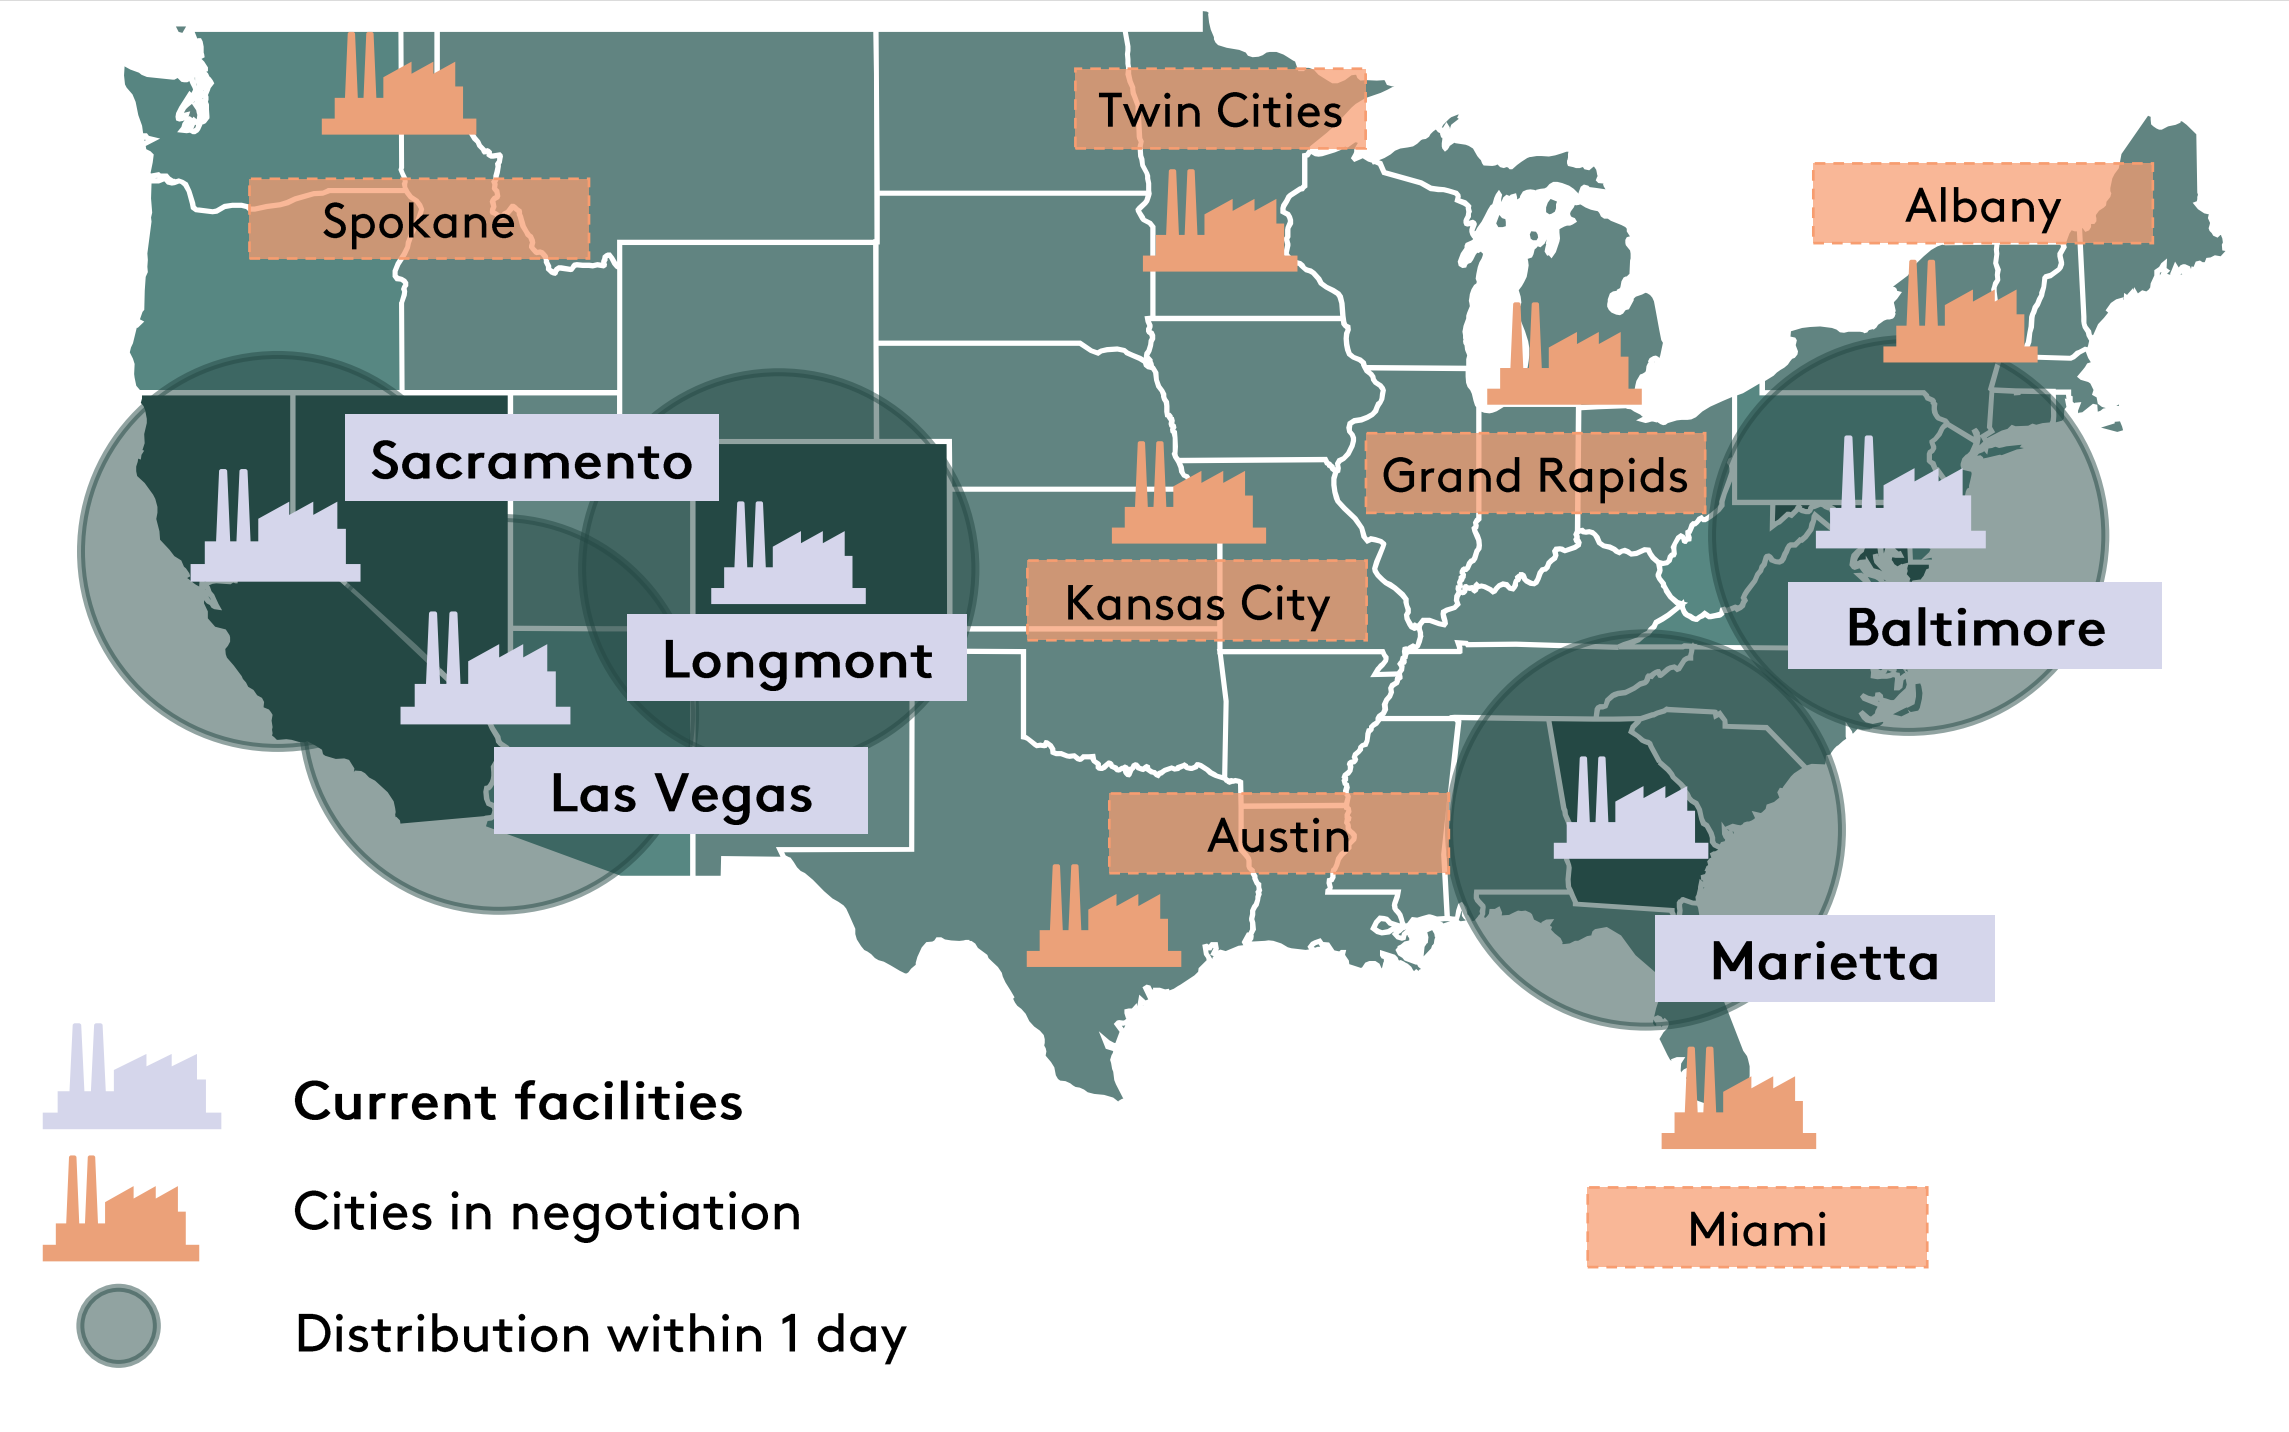 Twin Cities
Albany
Spokane
Sacramento
Grand Rapids
Kansas City
Baltimore
Longmont
Las Vegas
Austin
Marietta
Current facilities
Cities in negotiation
Miami
Distribution within 1 day